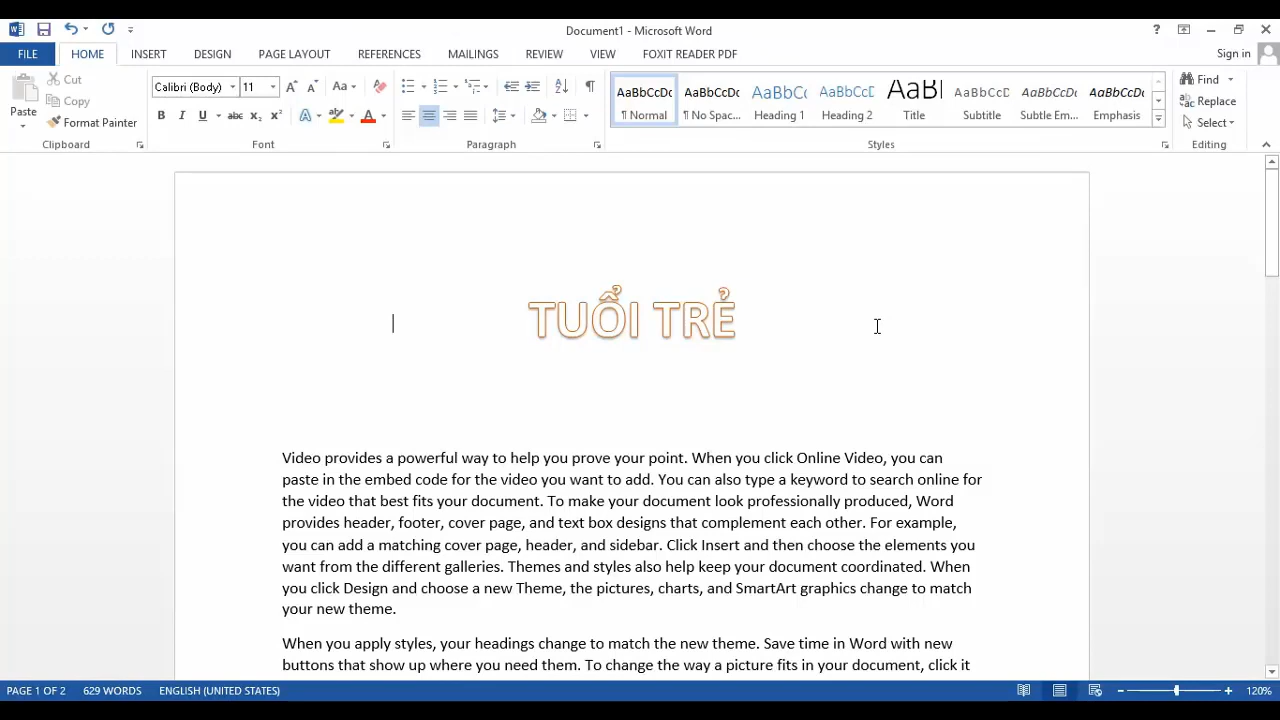 Document1 - Microsoft Word
?
FILE HOME INSERT DESIGN PAGE LAYOUT REFERENCES MAILINGS REVIEW VIEW FOXIT READER PDF Sign in
Paste
Cut
Copy
Format Painter
Clipboard
Calibri (Body) 11
Font
Paragraph
AaBbCcDc AaBbCcDc AaBbCc AaBbCcD AaBl AaBbCcD AaBbCcDc AaBbCcDc
¶ Normal ¶ No Spac... Heading 1 Heading 2 Title Subtitle Subtle Em... Emphasis
Styles
Find
Replace
Select
Editing
TUỔI TRẺ
Video provides a powerful way to help you prove your point. When you click Online Video, you can
paste in the embed code for the video you want to add. You can also type a keyword to search online for
the video that best fits your document. To make your document look professionally produced, Word
provides header, footer, cover page, and text box designs that complement each other. For example,
you can add a matching cover page, header, and sidebar. Click Insert and then choose the elements you
want from the different galleries. Themes and styles also help keep your document coordinated. When
you click Design and choose a new Theme, the pictures, charts, and SmartArt graphics change to match
your new theme.
When you apply styles, your headings change to match the new theme. Save time in Word with new
buttons that show up where you need them. To change the way a picture fits in your document, click it
PAGE 1 OF 2 629 WORDS ENGLISH (UNITED STATES) 120%